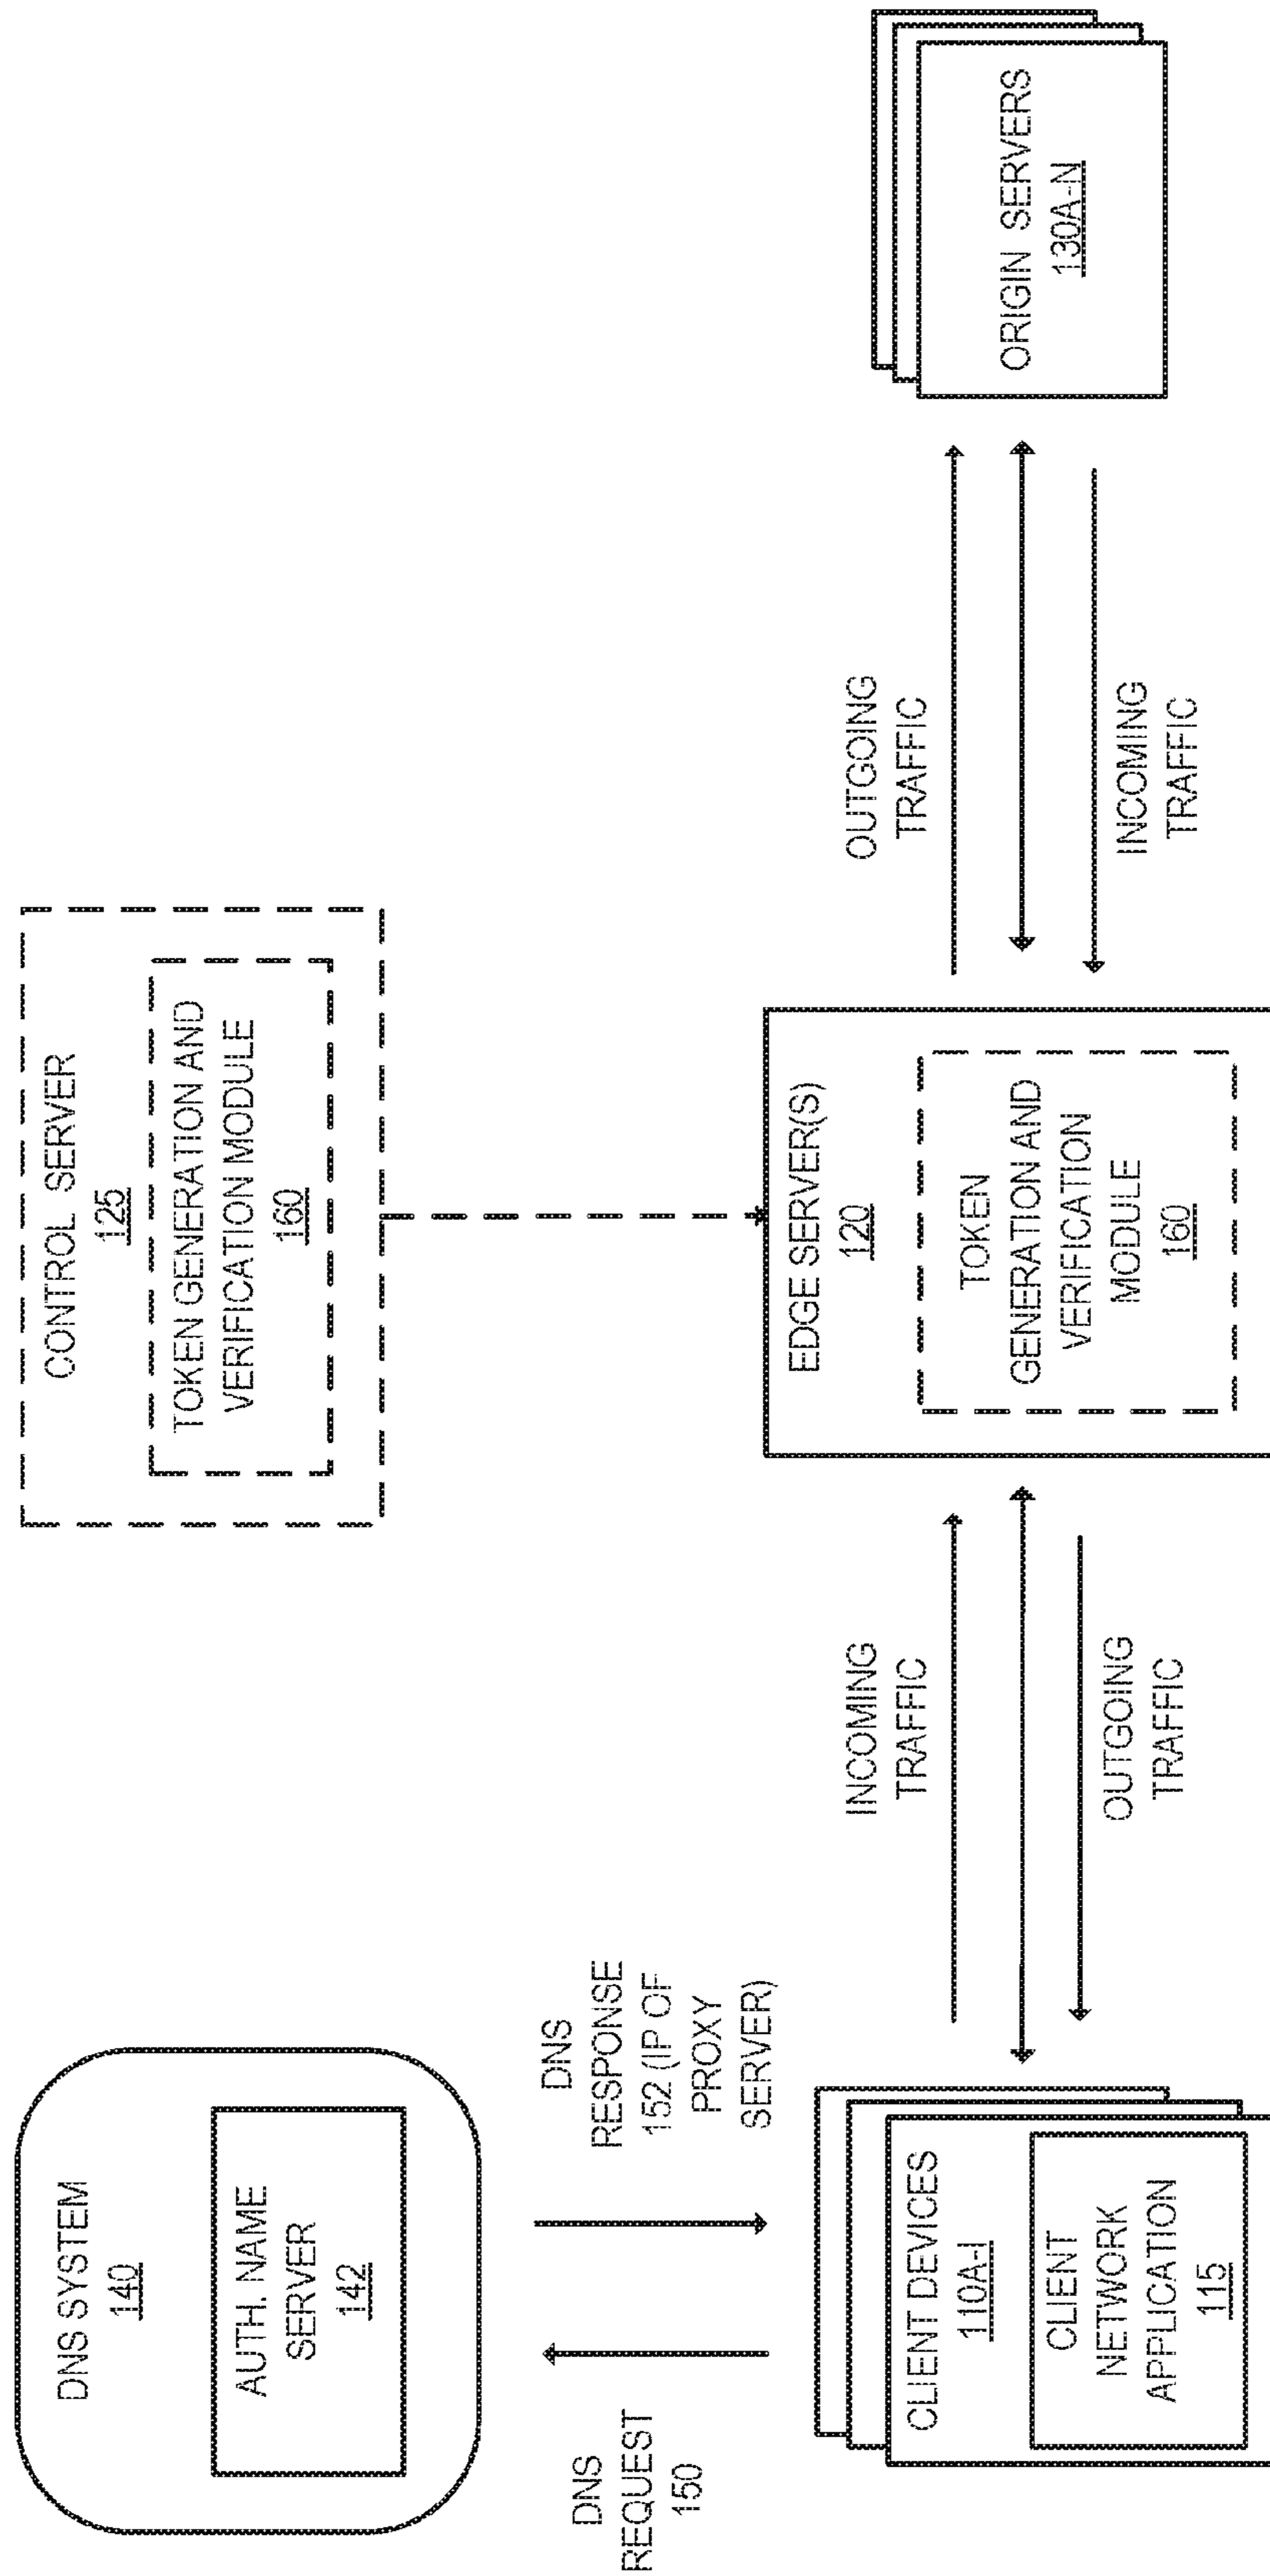 DNS SYSTEM
140
AUTH. NAME
SERVER
142
CONTROL SERVER
125
TOKEN GENERATION AND
VERIFICATION MODULE
160
DNS
REQUEST
150
DNS
RESPONSE
152 (IP OF
PROXY
SERVER)
CLIENT DEVICES
110A-I
CLIENT
NETWORK
APPLICATION
115
INCOMING
TRAFFIC
OUTGOING
TRAFFIC
EDGE SERVER(S)
120
TOKEN
GENERATION AND
VERIFICATION
MODULE
160
OUTGOING
TRAFFIC
INCOMING
TRAFFIC
ORIGIN SERVERS
130A-N